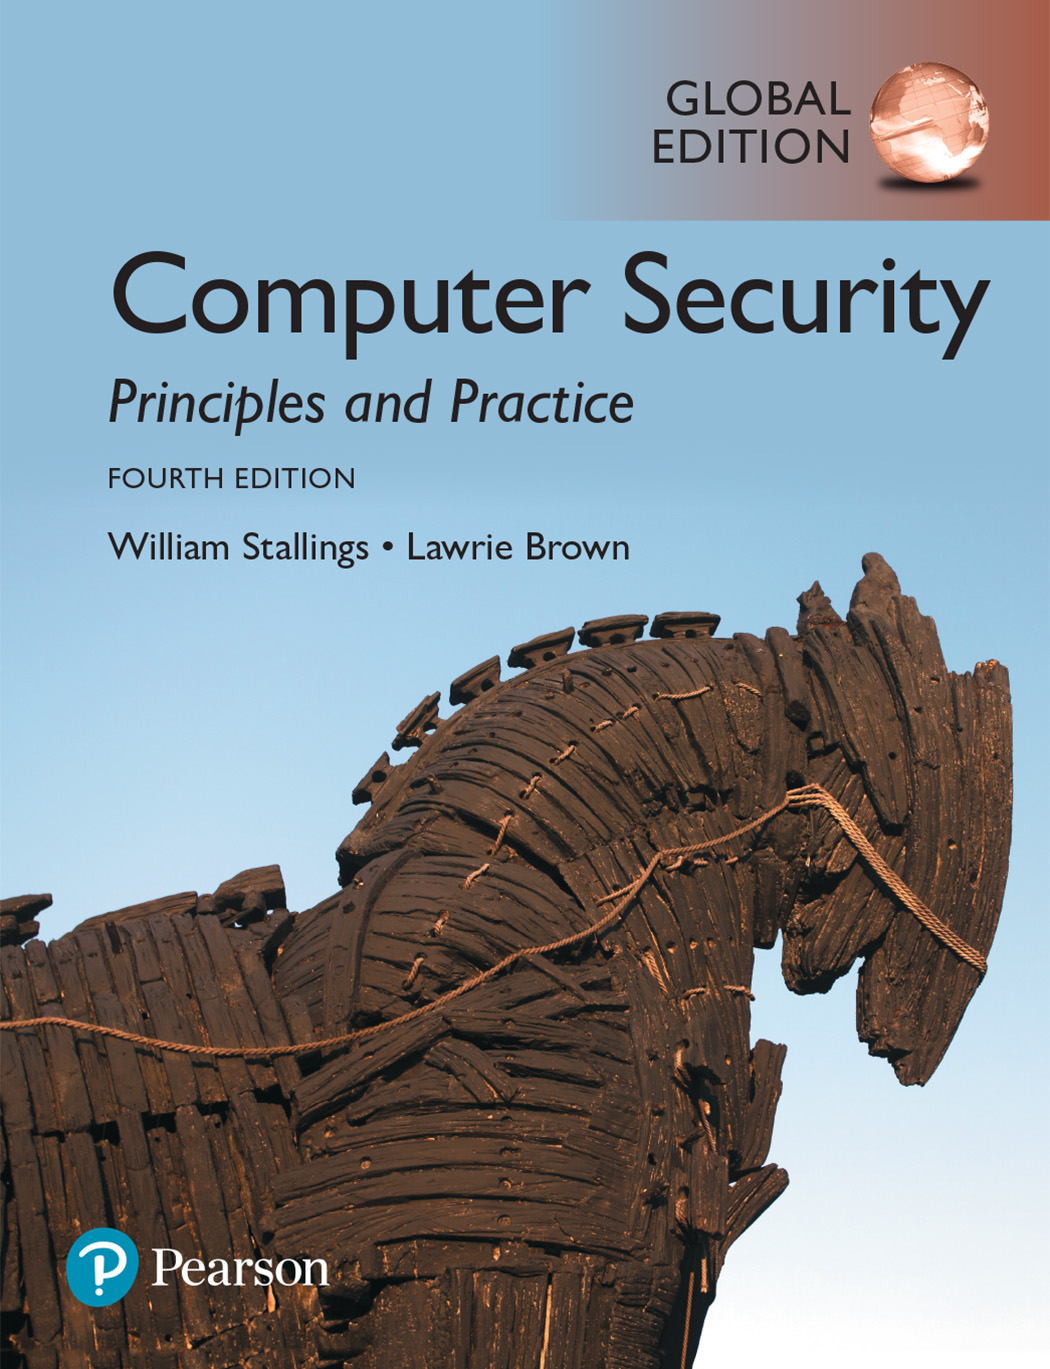 GLOBAL
EDITION
Computer Security
Principles and Practice
FOURTH EDITION
William Stallings • Lawrie Brown
P Pearson